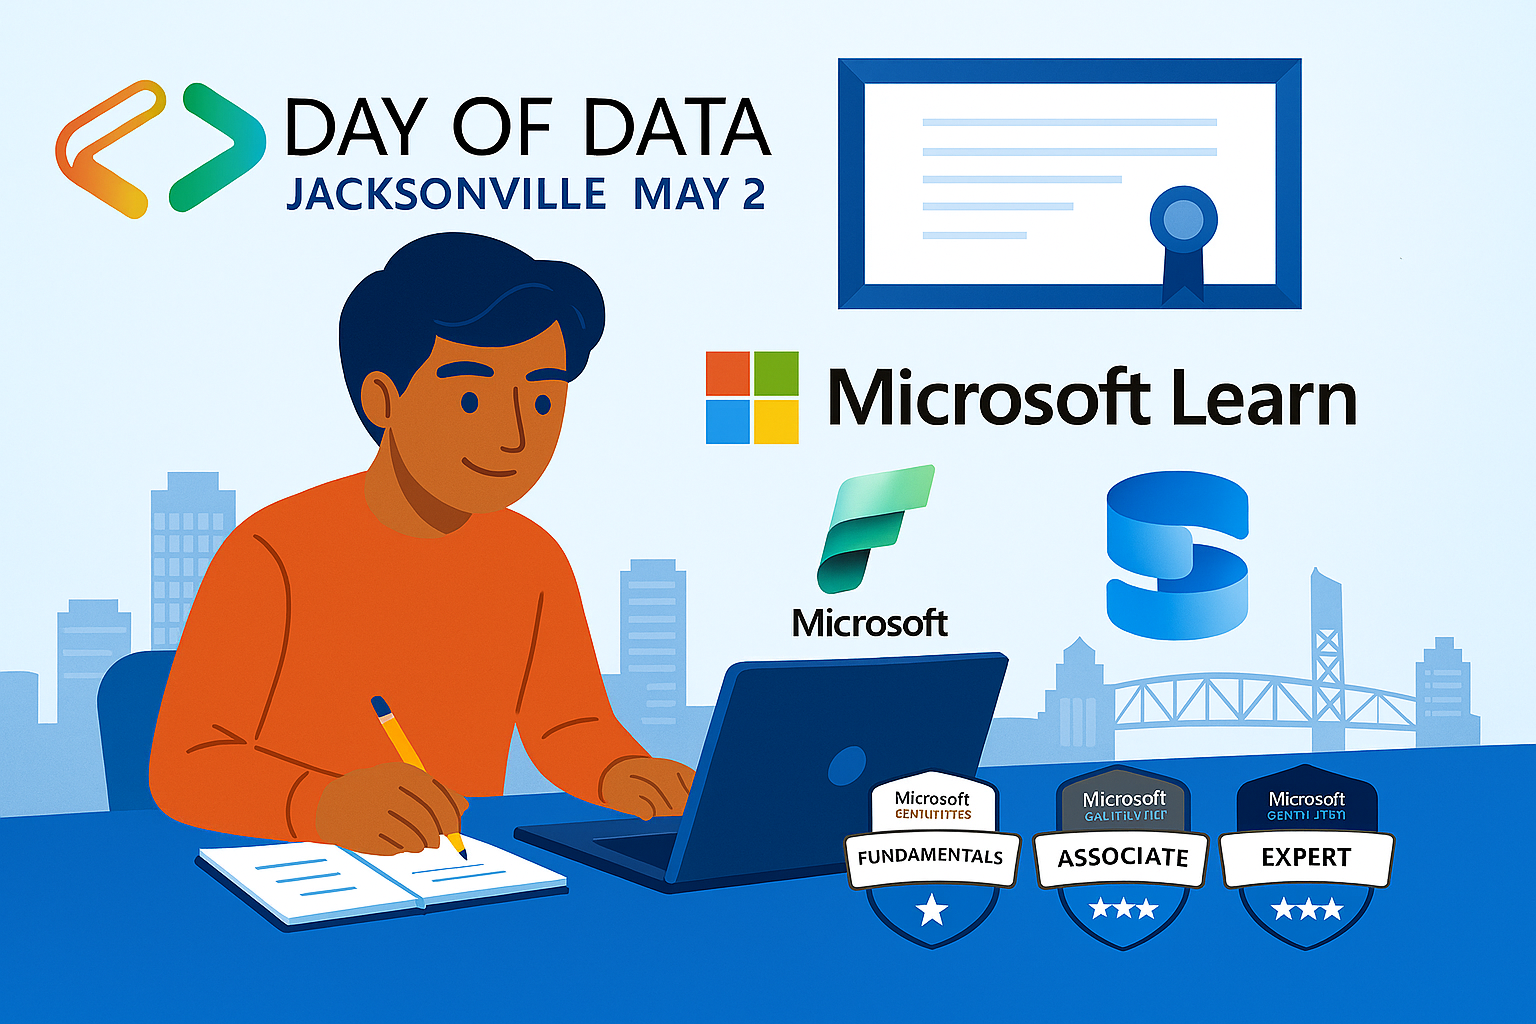 DAY OF DATA
JACKSONVILLE MAY 2
Microsoft Learn
Microsoft
Microsoft
FUNDAMENTALS
Microsoft
ASSOCIATE
Microsoft
EXPERT